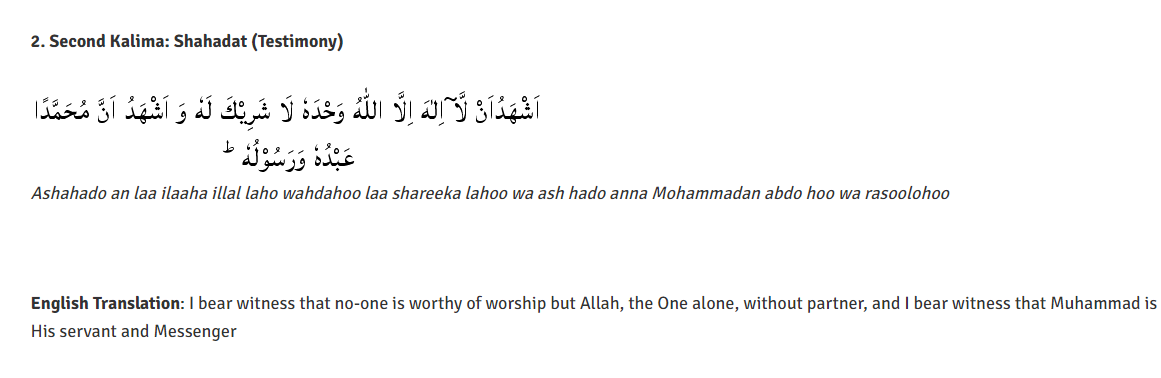 2. Second Kalima: Shahadat (Testimony)
اَشْهَدُاَنْ لَّآ اِلٰهَ اِلَّا اللّٰهُ وَحْدَهٗ لَا شَرِيْكَ لَهٗ وَ اَشْهَدُ اَنَّ مُحَمَّدًا
عَبْدُهٗ وَرَسُوْلُهٗ ؕ
Ashahado an laa ilaaha illal laho wahdahoo laa shareeka lahoo wa ash hado anna Mohammadan abdo hoo wa rasoolohoo
English Translation: I bear witness that no-one is worthy of worship but Allah, the One alone, without partner, and I bear witness that Muhammad is
His servant and Messenger